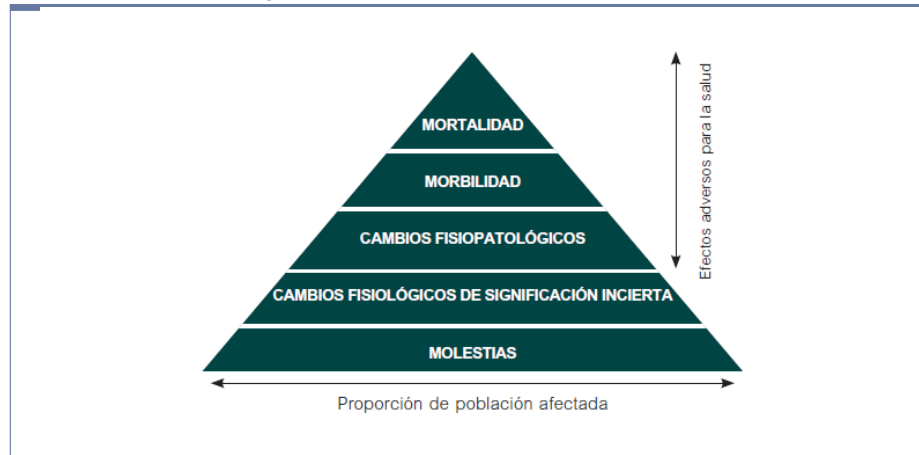 MORTALIDAD
MORBILIDAD
CAMBIOS FISIOPATOLÓGICOS
CAMBIOS FISIOLÓGICOS DE SIGNIFICACIÓN INCIERTA
MOLESTIAS
Efectos adversos para la salud
Proporción de población afectada